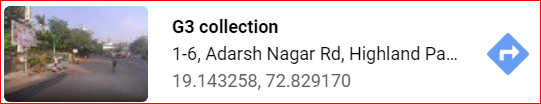 G3 collection
1-6, Adarsh Nagar Rd, Highland Pa...
19.143258, 72.829170